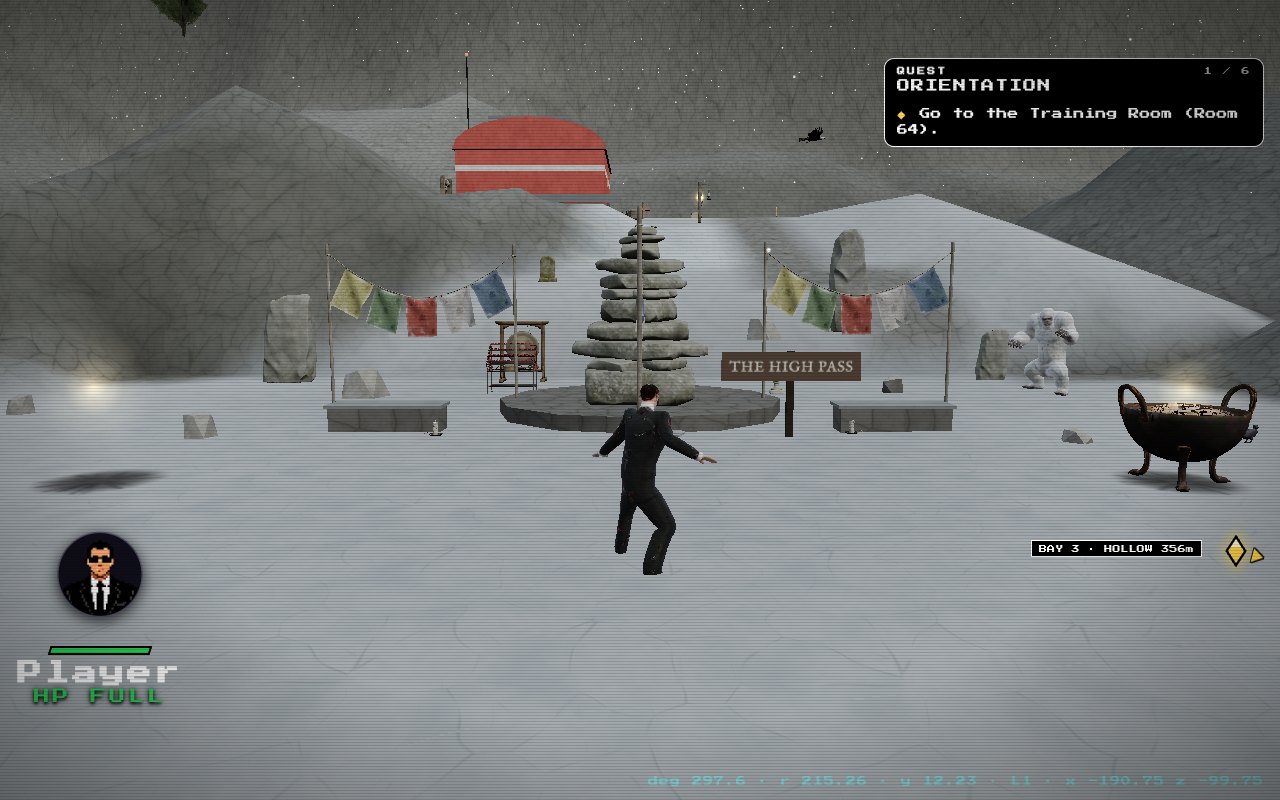 QUEST 1 / 6
ORIENTATION
◆ Go to the Training Room (Room
64).
THE HIGH PASS
BAY 3 · HOLLOW 356m
Player
HP FULL
deg 297.6 · r 215.26 · y 12.23 · L1 · x -190.75 z -99.75